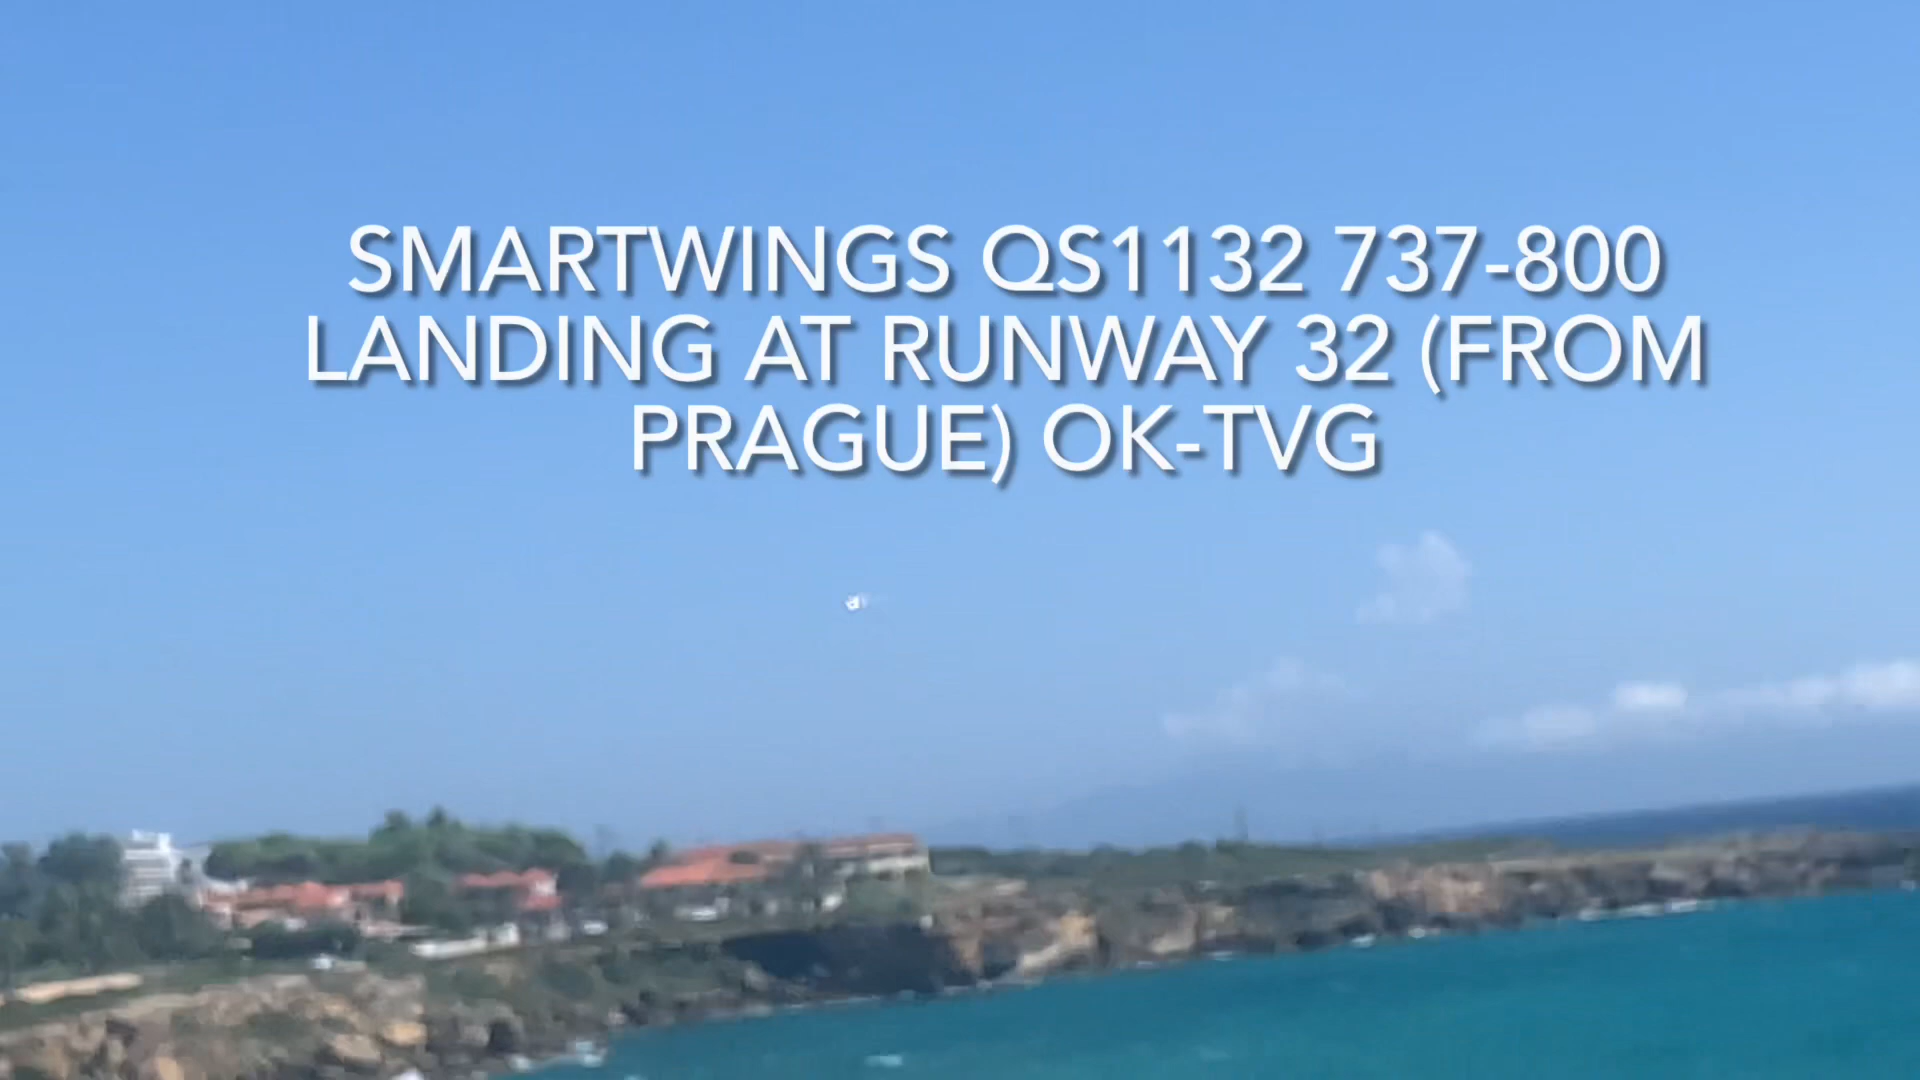 SMARTWINGS QS1132 737-800
LANDING AT RUNWAY 32 (FROM
PRAGUE) OK-TVG